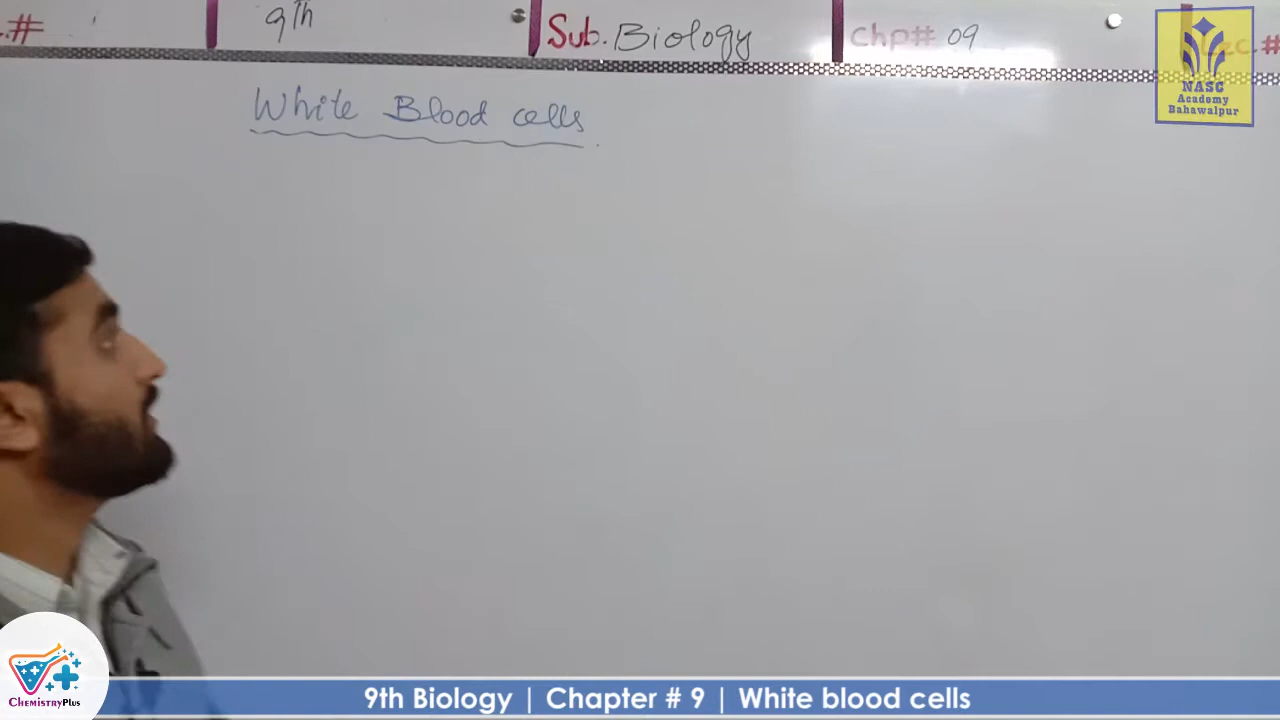 .# 9th Sub. Biology Chp# 09 Lec.#
White Blood cells
NASC
Academy
Bahawalpur
CHEMISTRYPLUS
9th Biology | Chapter # 9 | White blood cells